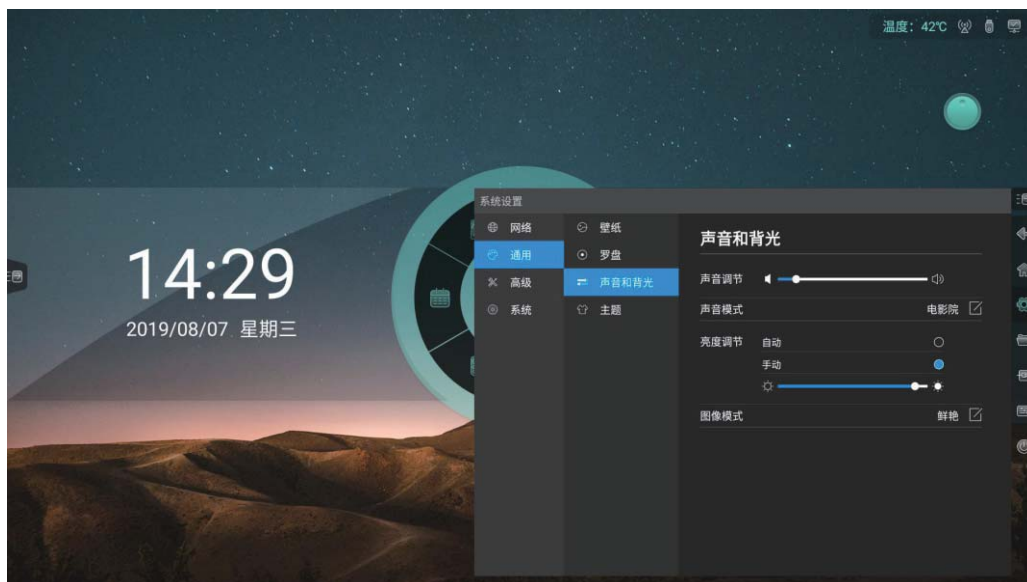 温度：42℃
14:29
2019/08/07 星期三
系统设置
网络
通用
高级
系统
壁纸
罗盘
声音和背光
主题
声音和背光
声音调节
声音模式 电影院
亮度调节 自动
手动
图像模式 鲜艳